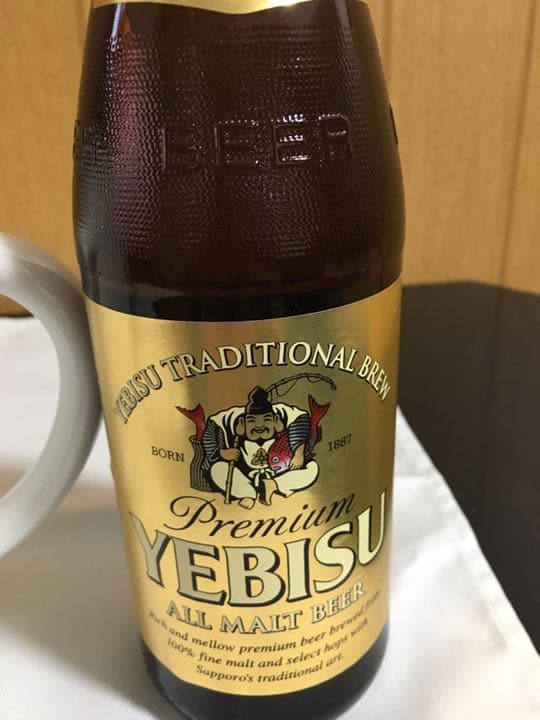 BEER
YEBISU TRADITIONAL BREW
BORN 1887
Premium
YEBISU
ALL MALT BEER
Rich and mellow premium beer brewed from
100% fine malt and select hops with
Sapporo's traditional art.